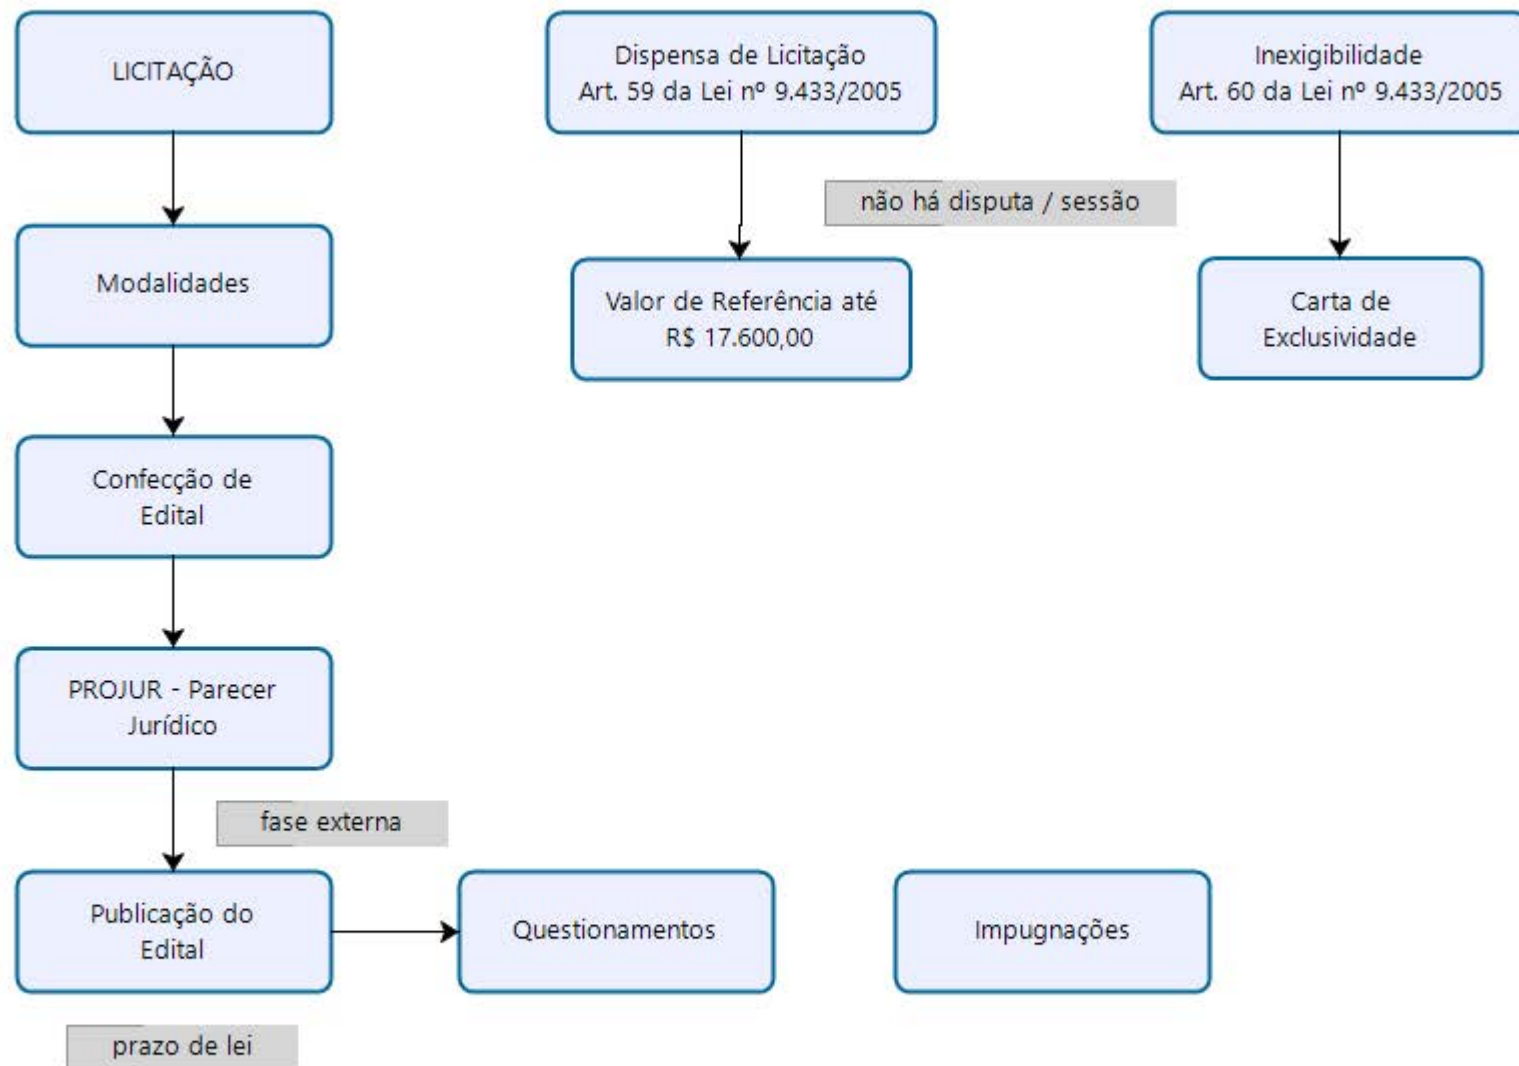 LICITAÇÃO
Dispensa de Licitação
Art. 59 da Lei nº 9.433/2005
Inexigibilidade
Art. 60 da Lei nº 9.433/2005
não há disputa / sessão
Modalidades
Valor de Referência até
R$ 17.600,00
Carta de
Exclusividade
Confecção de
Edital
PROJUR - Parecer
Jurídico
fase externa
Publicação do
Edital
Questionamentos
Impugnações
prazo de lei